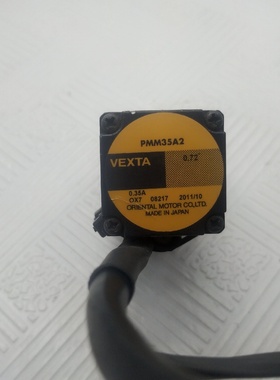 PMM35A2
VEXTA
0.72°
0.35A
OX7 08217 2011/10
ORIENTAL MOTOR CO.,LTD.
MADE IN JAPAN